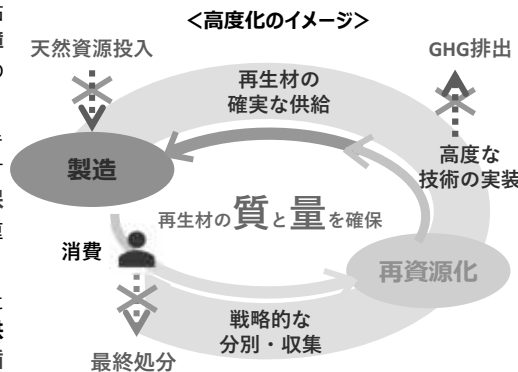 <高度化のイメージ>
天然資源投入
GHG排出
再生材の
確実な供給
製造
高度な
技術の実装
再生材の質と量を確保
消費
再資源化
戦略的な
分別・収集
最終処分